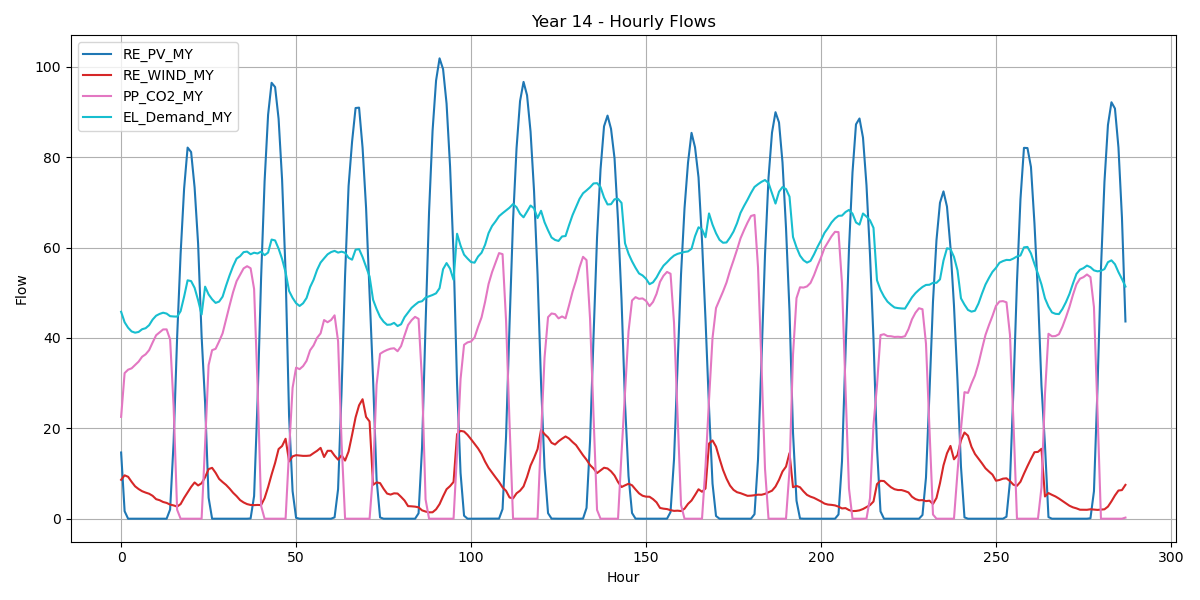 Year 14 - Hourly Flows
RE_PV_MY
RE_WIND_MY
PP_CO2_MY
EL_Demand_MY
Flow
100
80
60
40
20
0
0 50 100 150 200 250 300
Hour